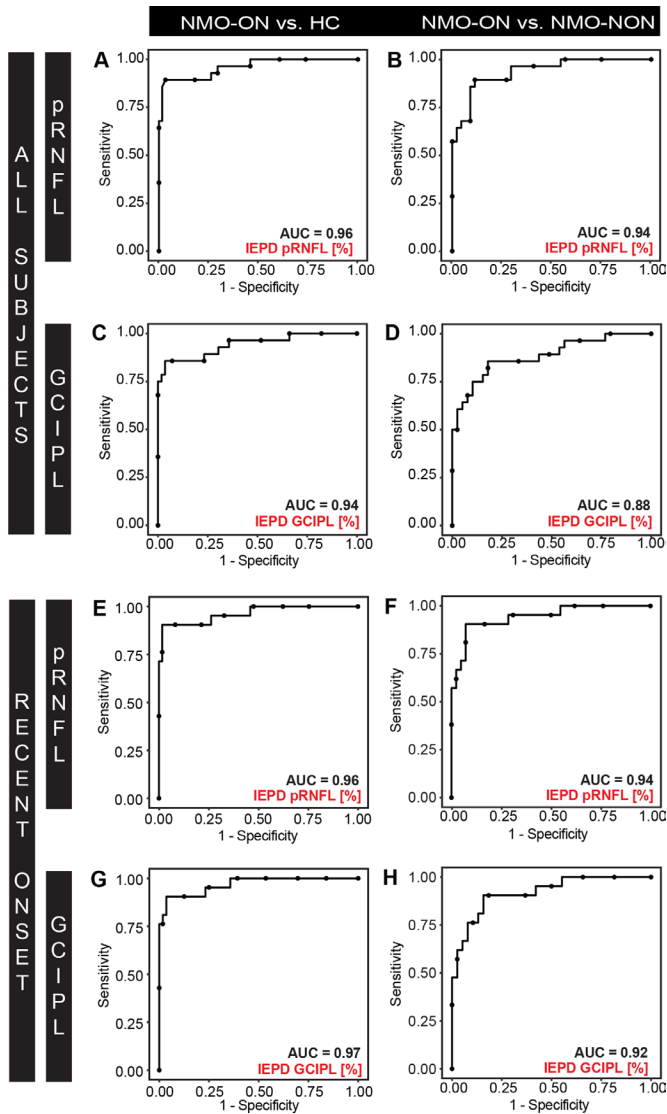 NMO-ON vs. HC NMO-ON vs. NMO-NON
ALL SUBJECTS
pRNFL
A
Sensitivity
1.00
0.75
0.50
0.25
0.00
AUC = 0.96
IEPD pRNFL [%]
0.00 0.25 0.50 0.75 1.00
1 - Specificity
B
Sensitivity
1.00
0.75
0.50
0.25
0.00
AUC = 0.94
IEPD pRNFL [%]
0.00 0.25 0.50 0.75 1.00
1 - Specificity
GCIPL
C
Sensitivity
1.00
0.75
0.50
0.25
0.00
AUC = 0.94
IEPD GCIPL [%]
0.00 0.25 0.50 0.75 1.00
1 - Specificity
D
Sensitivity
1.00
0.75
0.50
0.25
0.00
AUC = 0.88
IEPD GCIPL [%]
0.00 0.25 0.50 0.75 1.00
1 - Specificity
RECENT ONSET
pRNFL
E
Sensitivity
1.00
0.75
0.50
0.25
0.00
AUC = 0.96
IEPD pRNFL [%]
0.00 0.25 0.50 0.75 1.00
1 - Specificity
F
Sensitivity
1.00
0.75
0.50
0.25
0.00
AUC = 0.94
IEPD pRNFL [%]
0.00 0.25 0.50 0.75 1.00
1 - Specificity
GCIPL
G
Sensitivity
1.00
0.75
0.50
0.25
0.00
AUC = 0.97
IEPD GCIPL [%]
0.00 0.25 0.50 0.75 1.00
1 - Specificity
H
Sensitivity
1.00
0.75
0.50
0.25
0.00
AUC = 0.92
IEPD GCIPL [%]
0.00 0.25 0.50 0.75 1.00
1 - Specificity